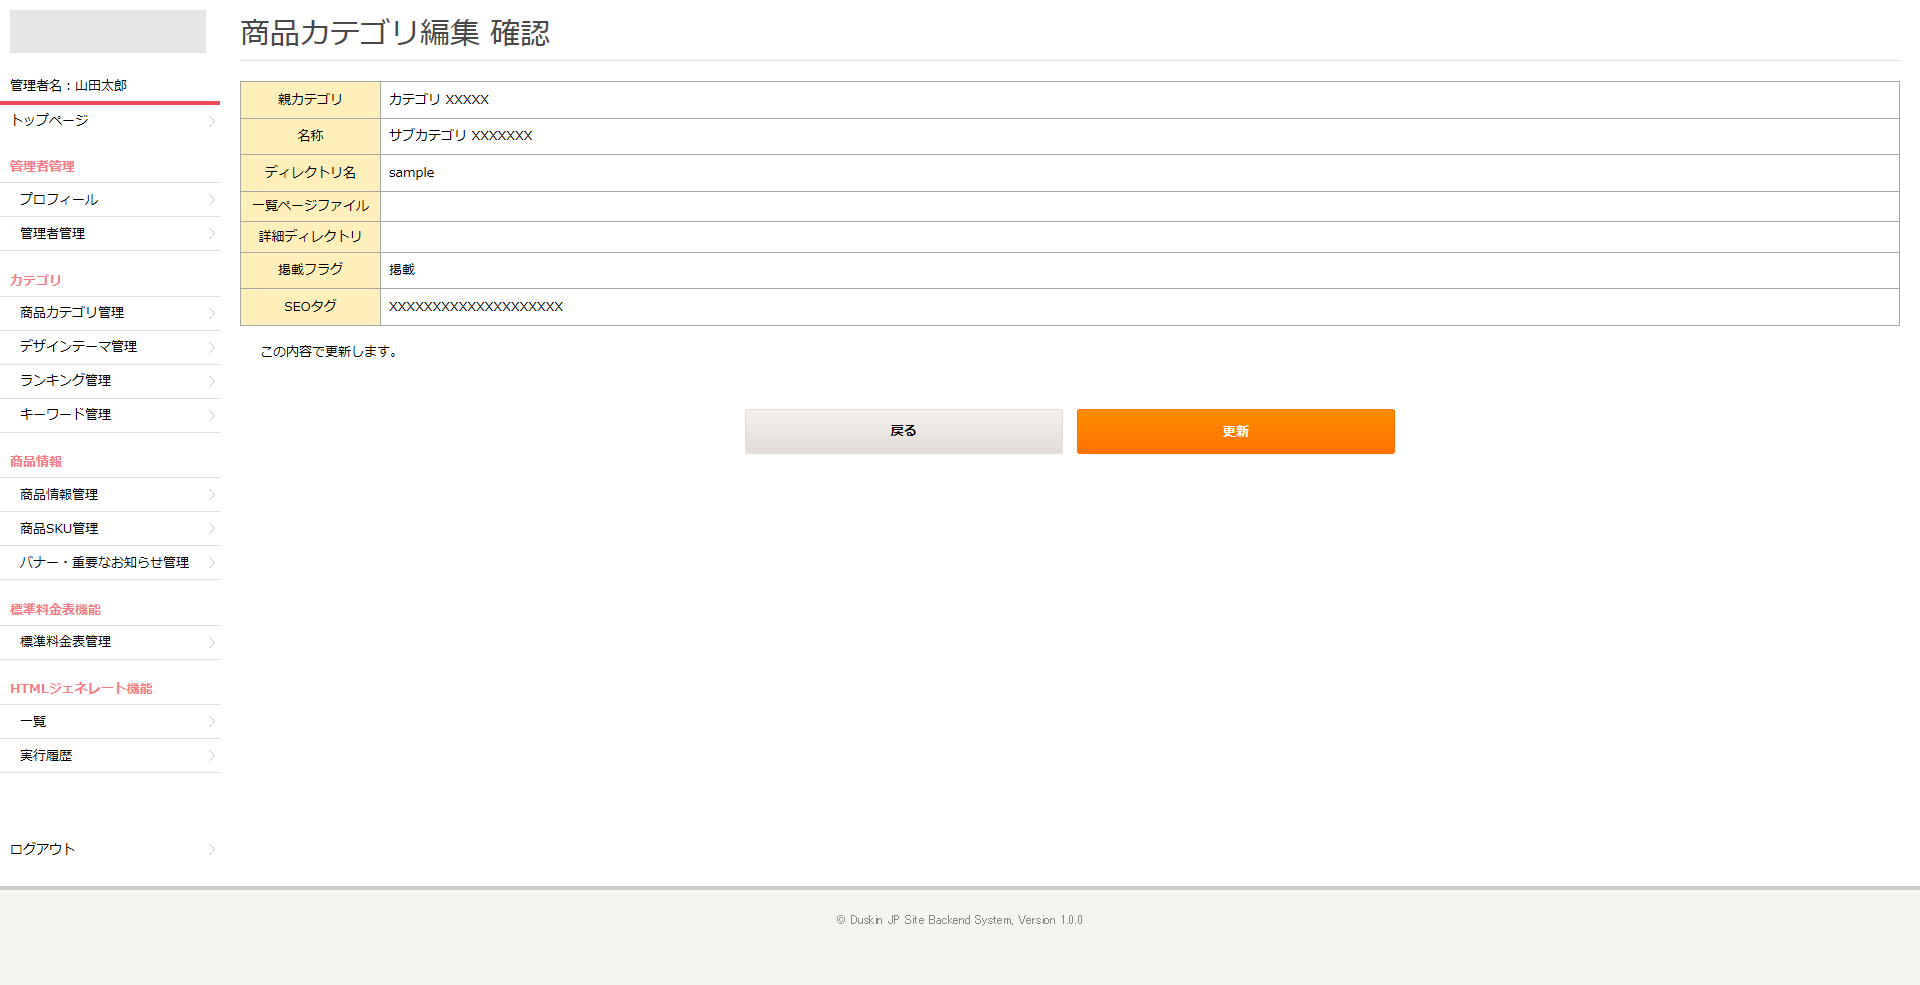 管理者名：山田太郎
トップページ
管理者管理
プロフィール
管理者管理
カテゴリ
商品カテゴリ管理
デザインテーマ管理
ランキング管理
キーワード管理
商品情報
商品情報管理
商品SKU管理
バナー・重要なお知らせ管理
標準料金表機能
標準料金表管理
HTMLジェネレート機能
一覧
実行履歴
ログアウト
商品カテゴリ編集 確認
親カテゴリ カテゴリ XXXXX
名称 サブカテゴリ XXXXXXX
ディレクトリ名 sample
一覧ページファイル
詳細ディレクトリ
掲載フラグ 掲載
SEOタグ XXXXXXXXXXXXXXXXXXXX
この内容で更新します。
戻る 更新
© Duskin JP Site Backend System, Version 1.0.0